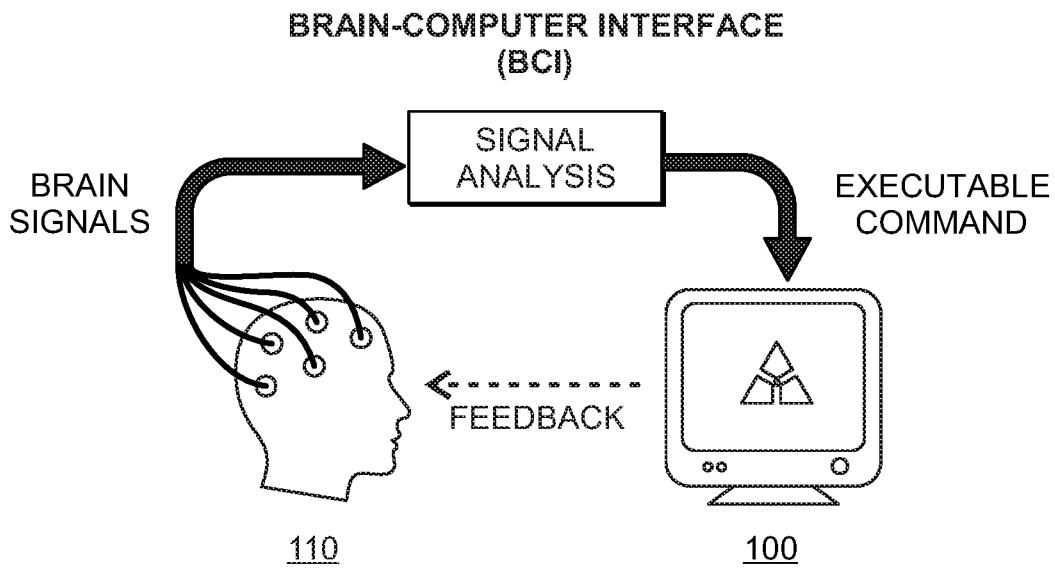 BRAIN-COMPUTER INTERFACE
(BCI)
SIGNAL
ANALYSIS
BRAIN
SIGNALS
EXECUTABLE
COMMAND
FEEDBACK
110
100